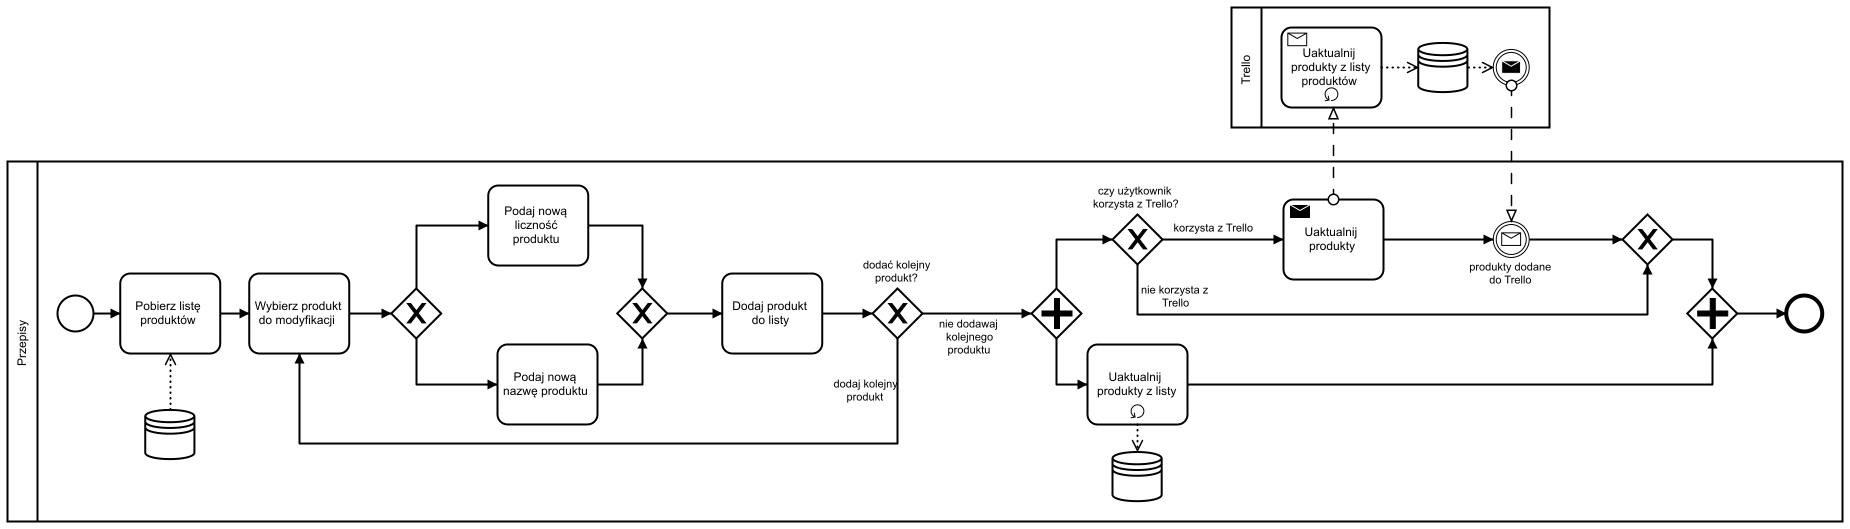 Trello
Uaktualnij
produkty z listy
produktów
Przepisy
Pobierz listę
produktów
Wybierz produkt
do modyfikacji
Podaj nową
liczność
produktu
Podaj nową
nazwę produktu
Dodaj produkt
do listy
dodać kolejny
produkt?
nie dodawaj
kolejnego
produktu
dodaj kolejny
produkt
czy użytkownik
korzysta z Trello?
korzysta z Trello
nie korzysta z
Trello
Uaktualnij
produkty
produkty dodane
do Trello
Uaktualnij
produkty z listy